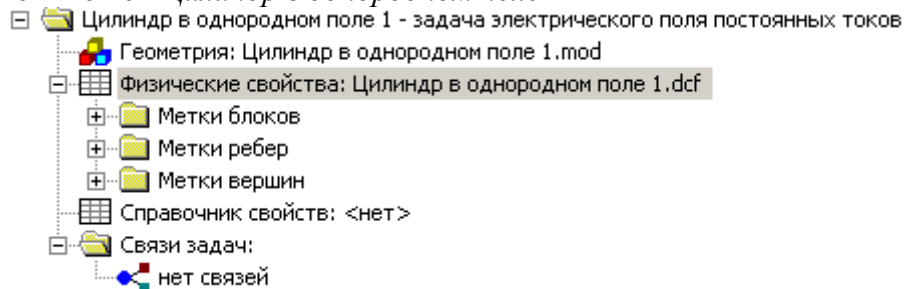 Цилиндр в однородном поле 1 - задача электрического поля постоянных токов
Геометрия: Цилиндр в однородном поле 1.mod
Физические свойства: Цилиндр в однородном поле 1.dcf
Метки блоков
Метки ребер
Метки вершин
Справочник свойств: <нет>
Связи задач:
нет связей